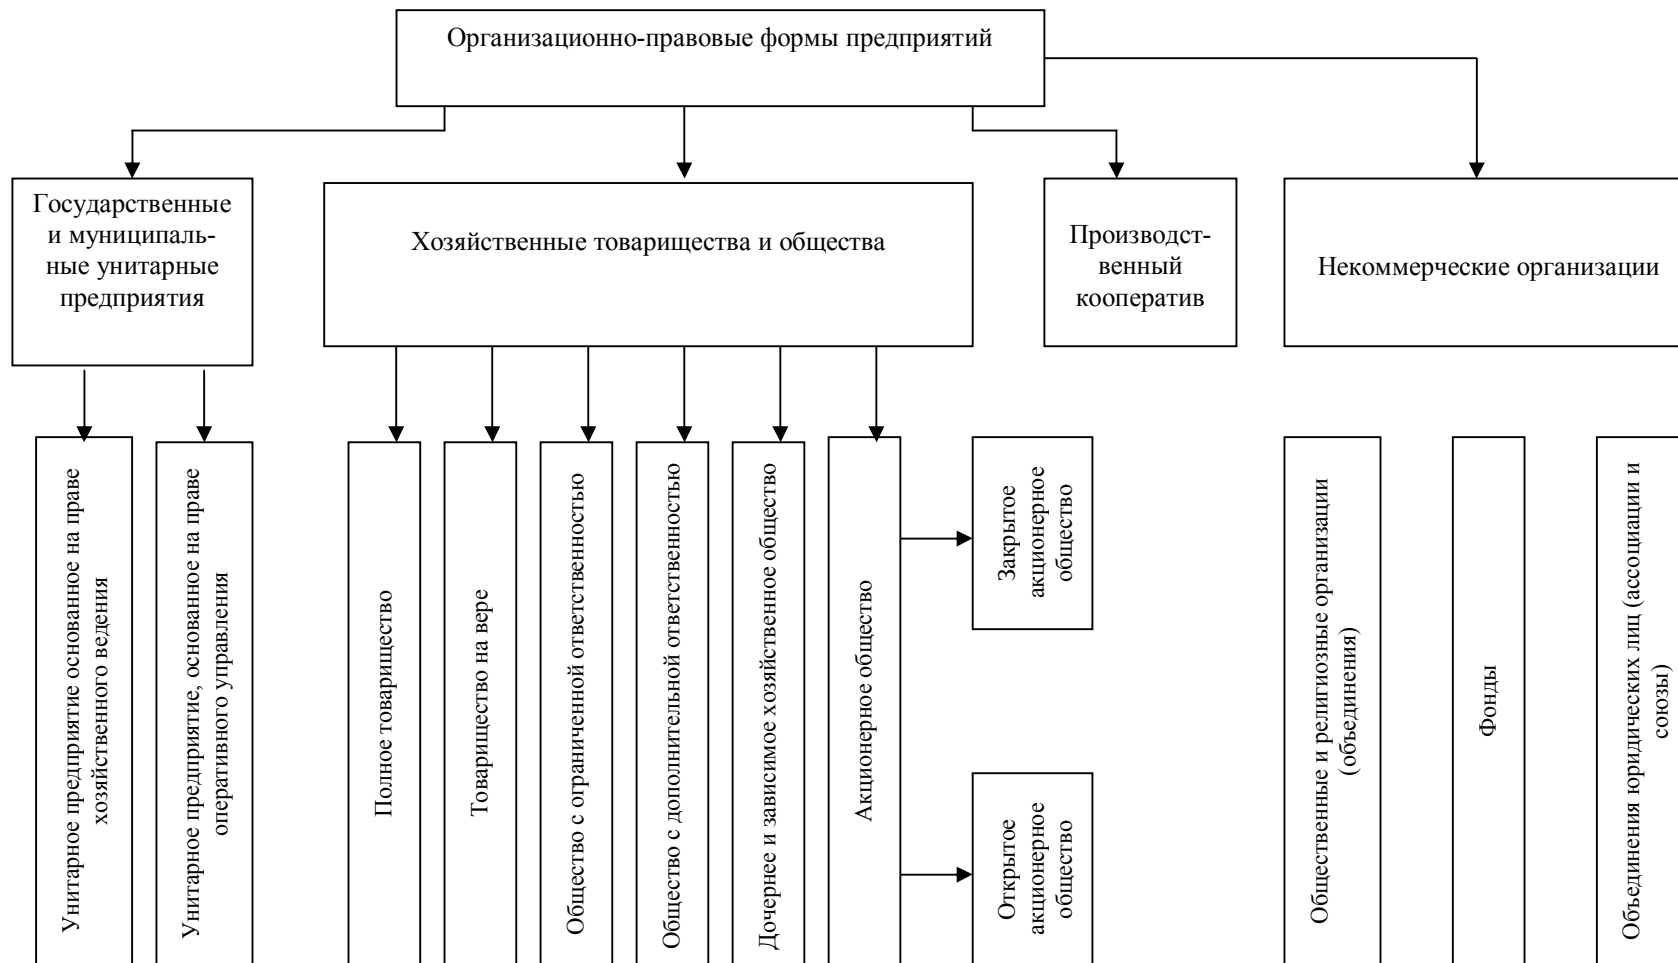 Организационно-правовые формы предприятий
Государственные
и муниципаль-
ные унитарные
предприятия
Хозяйственные товарищества и общества
Производст-
венный
кооператив
Некоммерческие организации
Унитарное предприятие основанное на праве
хозяйственного ведения
Унитарное предприятие, основанное на праве
оперативного управления
Полное товарищество
Товарищество на вере
Общество с ограниченной ответственностью
Общество с дополнительной ответственностью
Дочернее и зависимое хозяйственное общество
Акционерное общество
Закрытое
акционерное
общество
Открытое
акционерное
общество
Общественные и религиозные организации
(объединения)
Фонды
Объединения юридических лиц (ассоциации и
союзы)